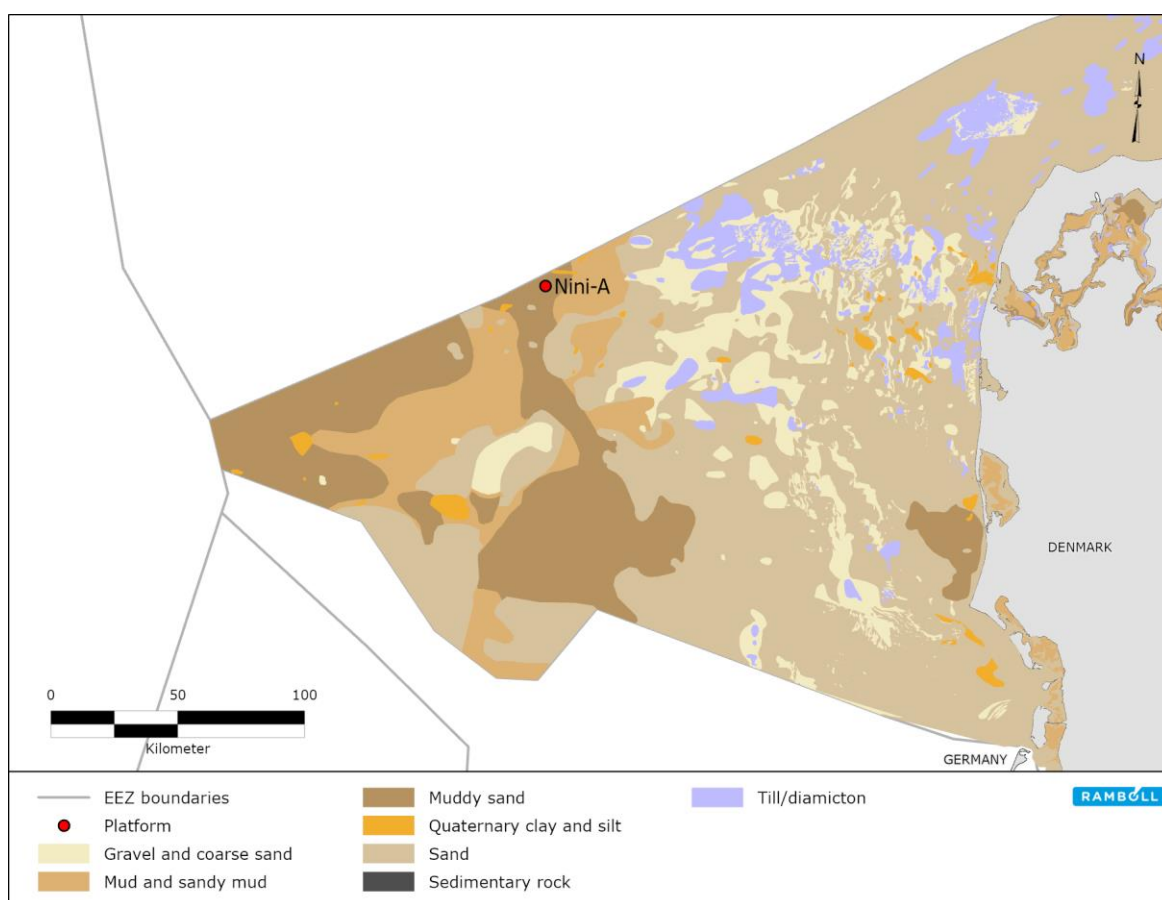 N
Nini-A
DENMARK
GERMANY
0 50 100
Kilometer
EEZ boundaries
Platform
Gravel and coarse sand
Mud and sandy mud
Muddy sand
Quaternary clay and silt
Sand
Sedimentary rock
Till/diamicton
RAMBOLL